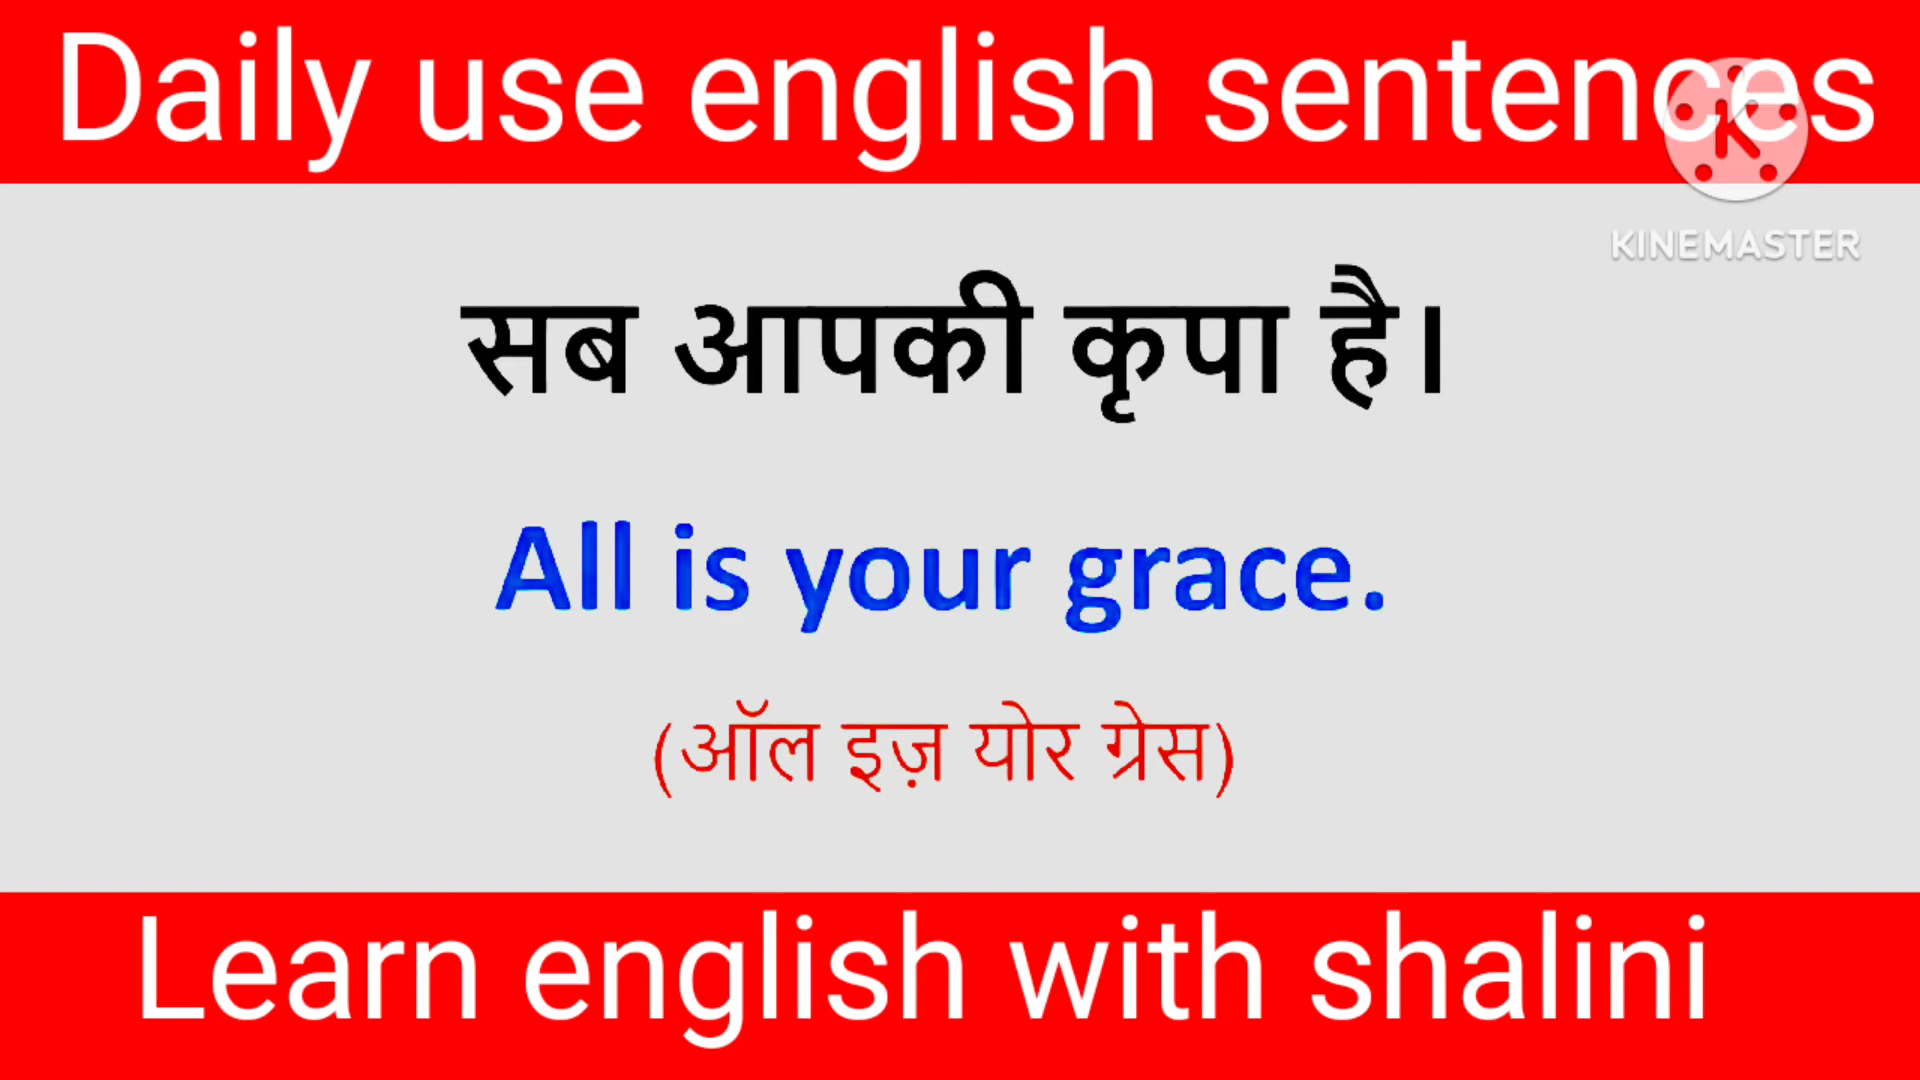 Daily use english sentences
KINEMASTER
सब आपकी कृपा है।
All is your grace.
(ऑल इज़ योर ग्रेस)
Learn english with shalini